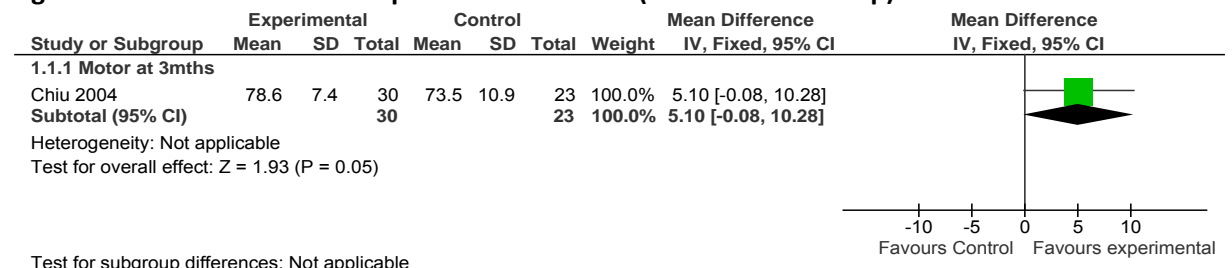 Experimental Control Mean Difference Mean Difference
Study or Subgroup Mean SD Total Mean SD Total Weight IV, Fixed, 95% CI IV, Fixed, 95% CI
1.1.1 Motor at 3mths
Chiu 2004 78.6 7.4 30 73.5 10.9 23 100.0% 5.10 [-0.08, 10.28]
Subtotal (95% CI) 30 23 100.0% 5.10 [-0.08, 10.28]
Heterogeneity: Not applicable
Test for overall effect: Z = 1.93 (P = 0.05)
-10 -5 0 5 10
Favours Control Favours experimental
Test for subgroup differences: Not applicable